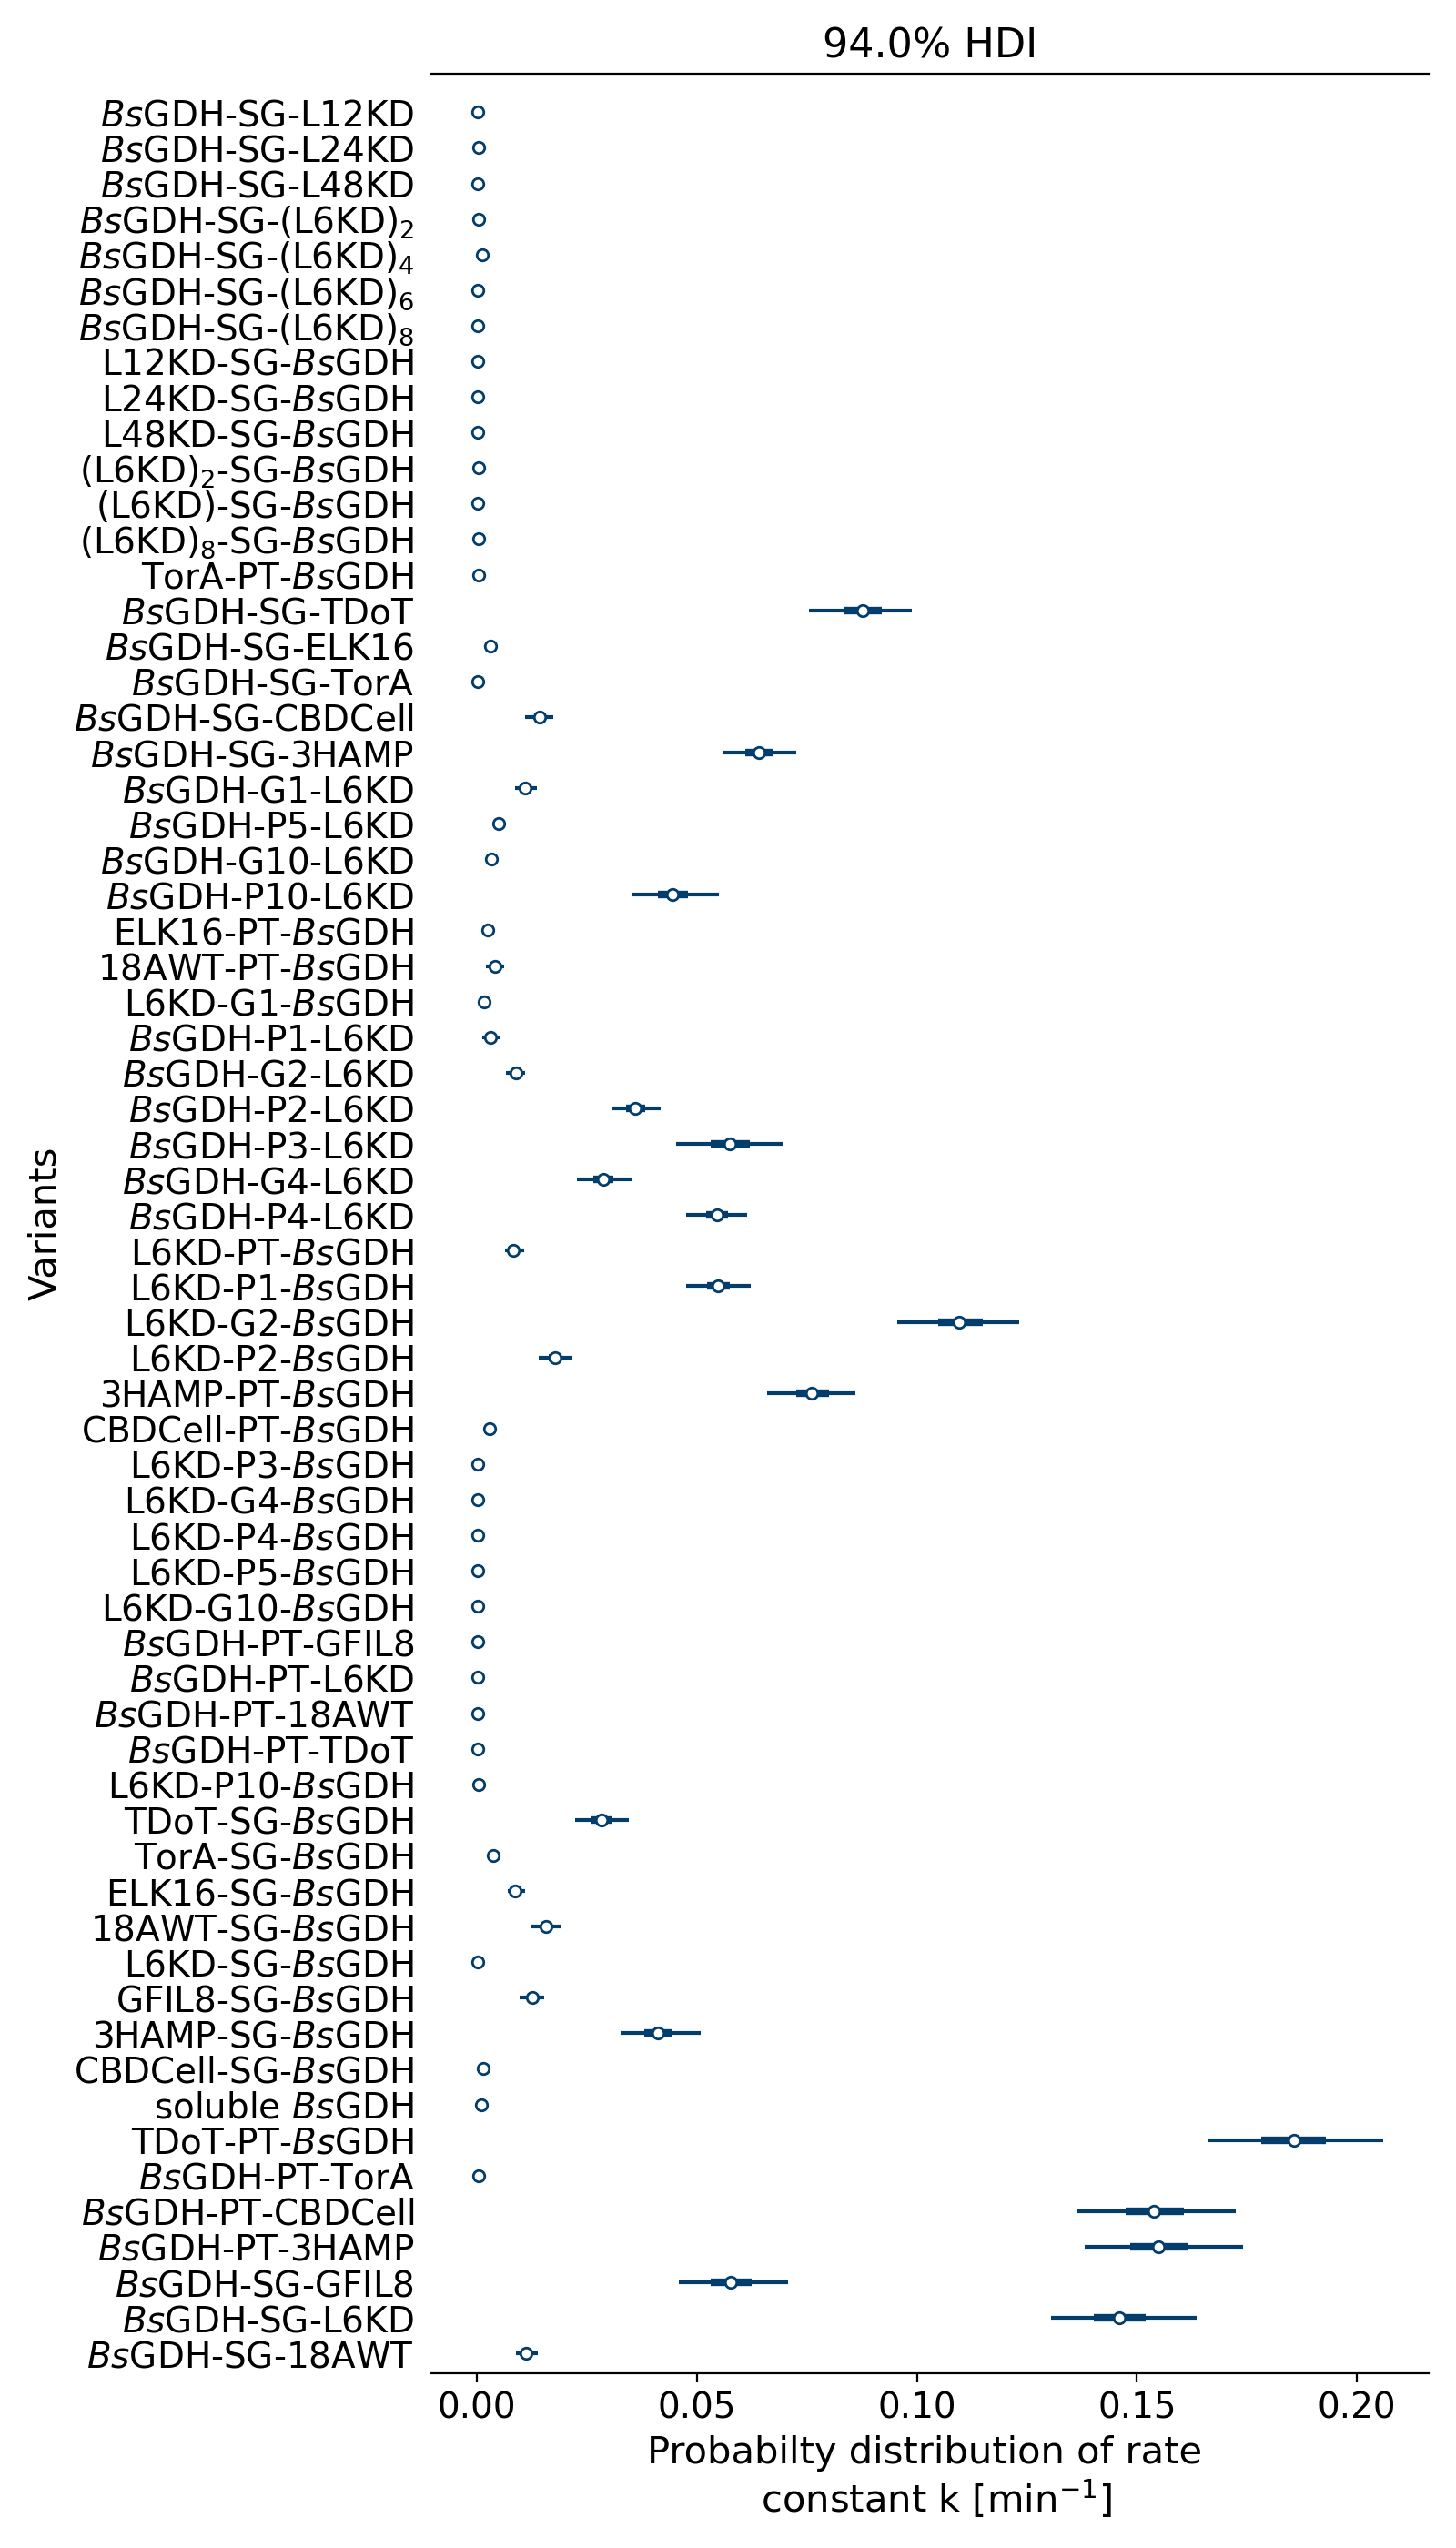 94.0% HDI
BsGDH-SG-L12KD
BsGDH-SG-L24KD
BsGDH-SG-L48KD
BsGDH-SG-(L6KD)₂
BsGDH-SG-(L6KD)₄
BsGDH-SG-(L6KD)₆
BsGDH-SG-(L6KD)₈
L12KD-SG-BsGDH
L24KD-SG-BsGDH
L48KD-SG-BsGDH
(L6KD)₂-SG-BsGDH
(L6KD)-SG-BsGDH
(L6KD)₈-SG-BsGDH
TorA-PT-BsGDH
BsGDH-SG-TDoT
BsGDH-SG-ELK16
BsGDH-SG-TorA
BsGDH-SG-CBDCell
BsGDH-SG-3HAMP
BsGDH-G1-L6KD
BsGDH-P5-L6KD
BsGDH-G10-L6KD
BsGDH-P10-L6KD
ELK16-PT-BsGDH
18AWT-PT-BsGDH
L6KD-G1-BsGDH
BsGDH-P1-L6KD
BsGDH-G2-L6KD
BsGDH-P2-L6KD
BsGDH-P3-L6KD
BsGDH-G4-L6KD
BsGDH-P4-L6KD
L6KD-PT-BsGDH
L6KD-P1-BsGDH
L6KD-G2-BsGDH
L6KD-P2-BsGDH
3HAMP-PT-BsGDH
CBDCell-PT-BsGDH
L6KD-P3-BsGDH
L6KD-G4-BsGDH
L6KD-P4-BsGDH
L6KD-P5-BsGDH
L6KD-G10-BsGDH
BsGDH-PT-GFIL8
BsGDH-PT-L6KD
BsGDH-PT-18AWT
BsGDH-PT-TDoT
L6KD-P10-BsGDH
TDoT-SG-BsGDH
TorA-SG-BsGDH
ELK16-SG-BsGDH
18AWT-SG-BsGDH
L6KD-SG-BsGDH
GFIL8-SG-BsGDH
3HAMP-SG-BsGDH
CBDCell-SG-BsGDH
soluble BsGDH
TDoT-PT-BsGDH
BsGDH-PT-TorA
BsGDH-PT-CBDCell
BsGDH-PT-3HAMP
BsGDH-SG-GFIL8
BsGDH-SG-L6KD
BsGDH-SG-18AWT
Variants
0.00 0.05 0.10 0.15 0.20
Probabilty distribution of rate
constant k [min⁻¹]